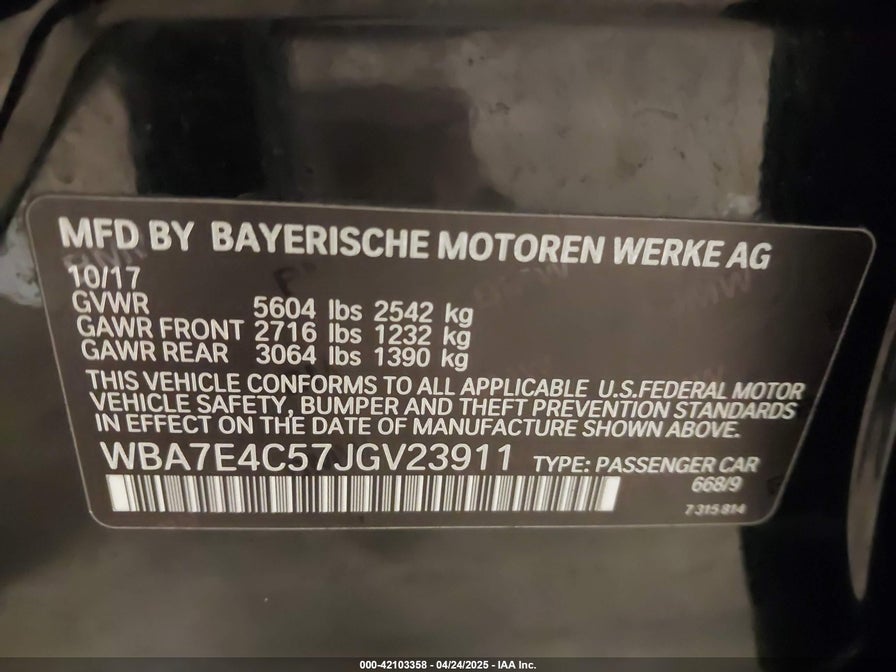 MFD BY BAYERISCHE MOTOREN WERKE AG
10/17
GVWR 5604 lbs 2542 kg
GAWR FRONT 2716 lbs 1232 kg
GAWR REAR 3064 lbs 1390 kg
THIS VEHICLE CONFORMS TO ALL APPLICABLE U.S.FEDERAL MOTOR
VEHICLE SAFETY, BUMPER AND THEFT PREVENTION STANDARDS
IN EFFECT ON THE DATE OF MANUFACTURE SHOWN ABOVE.
WBA7E4C57JGV23911 TYPE: PASSENGER CAR
668/9
7 315 814
000-42103358 - 04/24/2025 - IAA Inc.